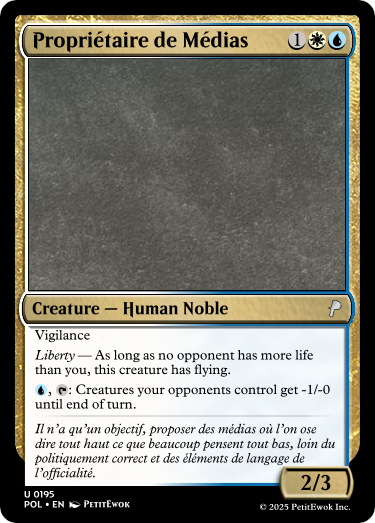 Propriétaire de Médias 1
Creature — Human Noble
Vigilance
Liberty — As long as no opponent has more life
than you, this creature has flying.
, : Creatures your opponents control get -1/-0
until end of turn.
Il n'a qu'un objectif, proposer des médias où l'on ose
dire tout haut ce que beaucoup pensent tout bas, loin du
politiquement correct et des éléments de langage de
l'officialité.
2/3
U 0195
POL • EN PetitEwok
© 2025 PetitEwok Inc.